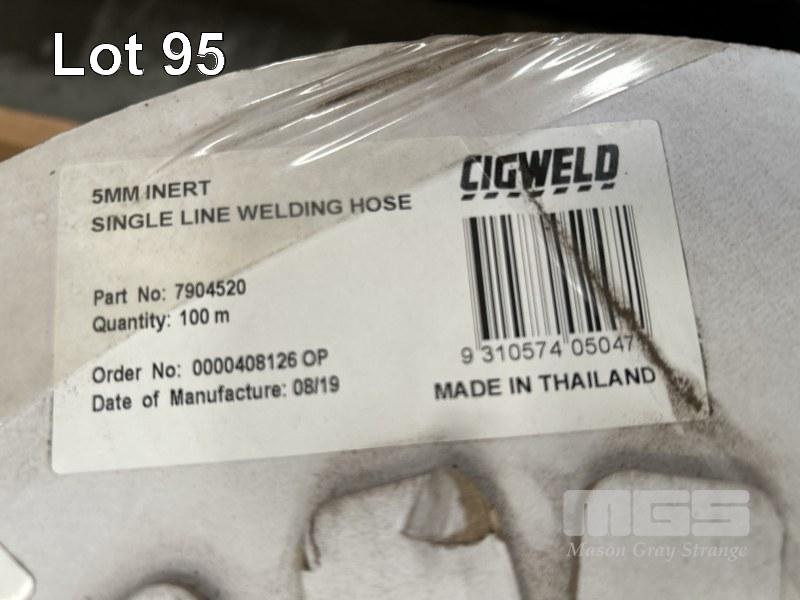 Lot 95
5MM INERT
SINGLE LINE WELDING HOSE
CIGWELD
Part No: 7904520
Quantity: 100 m
Order No: 0000408126 OP
Date of Manufacture: 08/19
9 310574 05047
MADE IN THAILAND
MGS
Mason Gray Strange